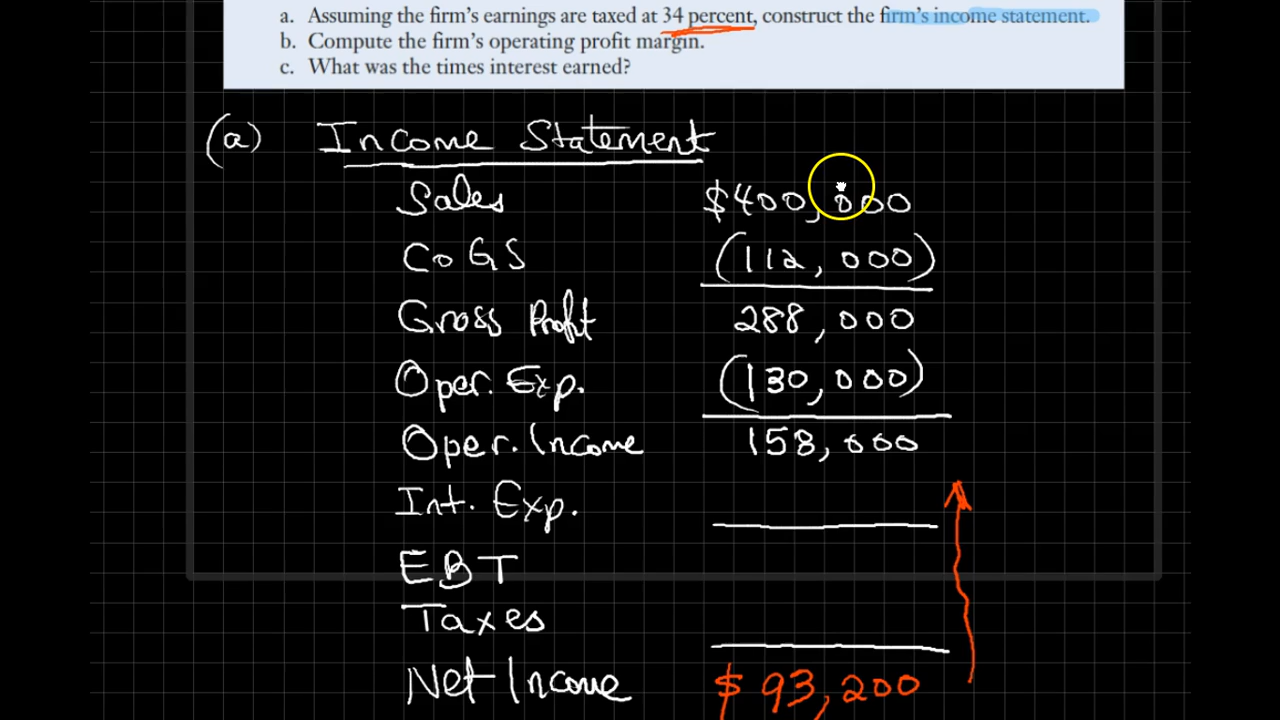 a. Assuming the firm's earnings are taxed at 34 percent, construct the firm's income statement.
b. Compute the firm's operating profit margin.
c. What was the times interest earned?
(a) Income Statement
Sales $400,000
CoGS (112,000)
Gross Profit 288,000
Oper. Exp. (130,000)
Oper. Income 158,000
Int. Exp.
EBT
Taxes
Net Income $93,200